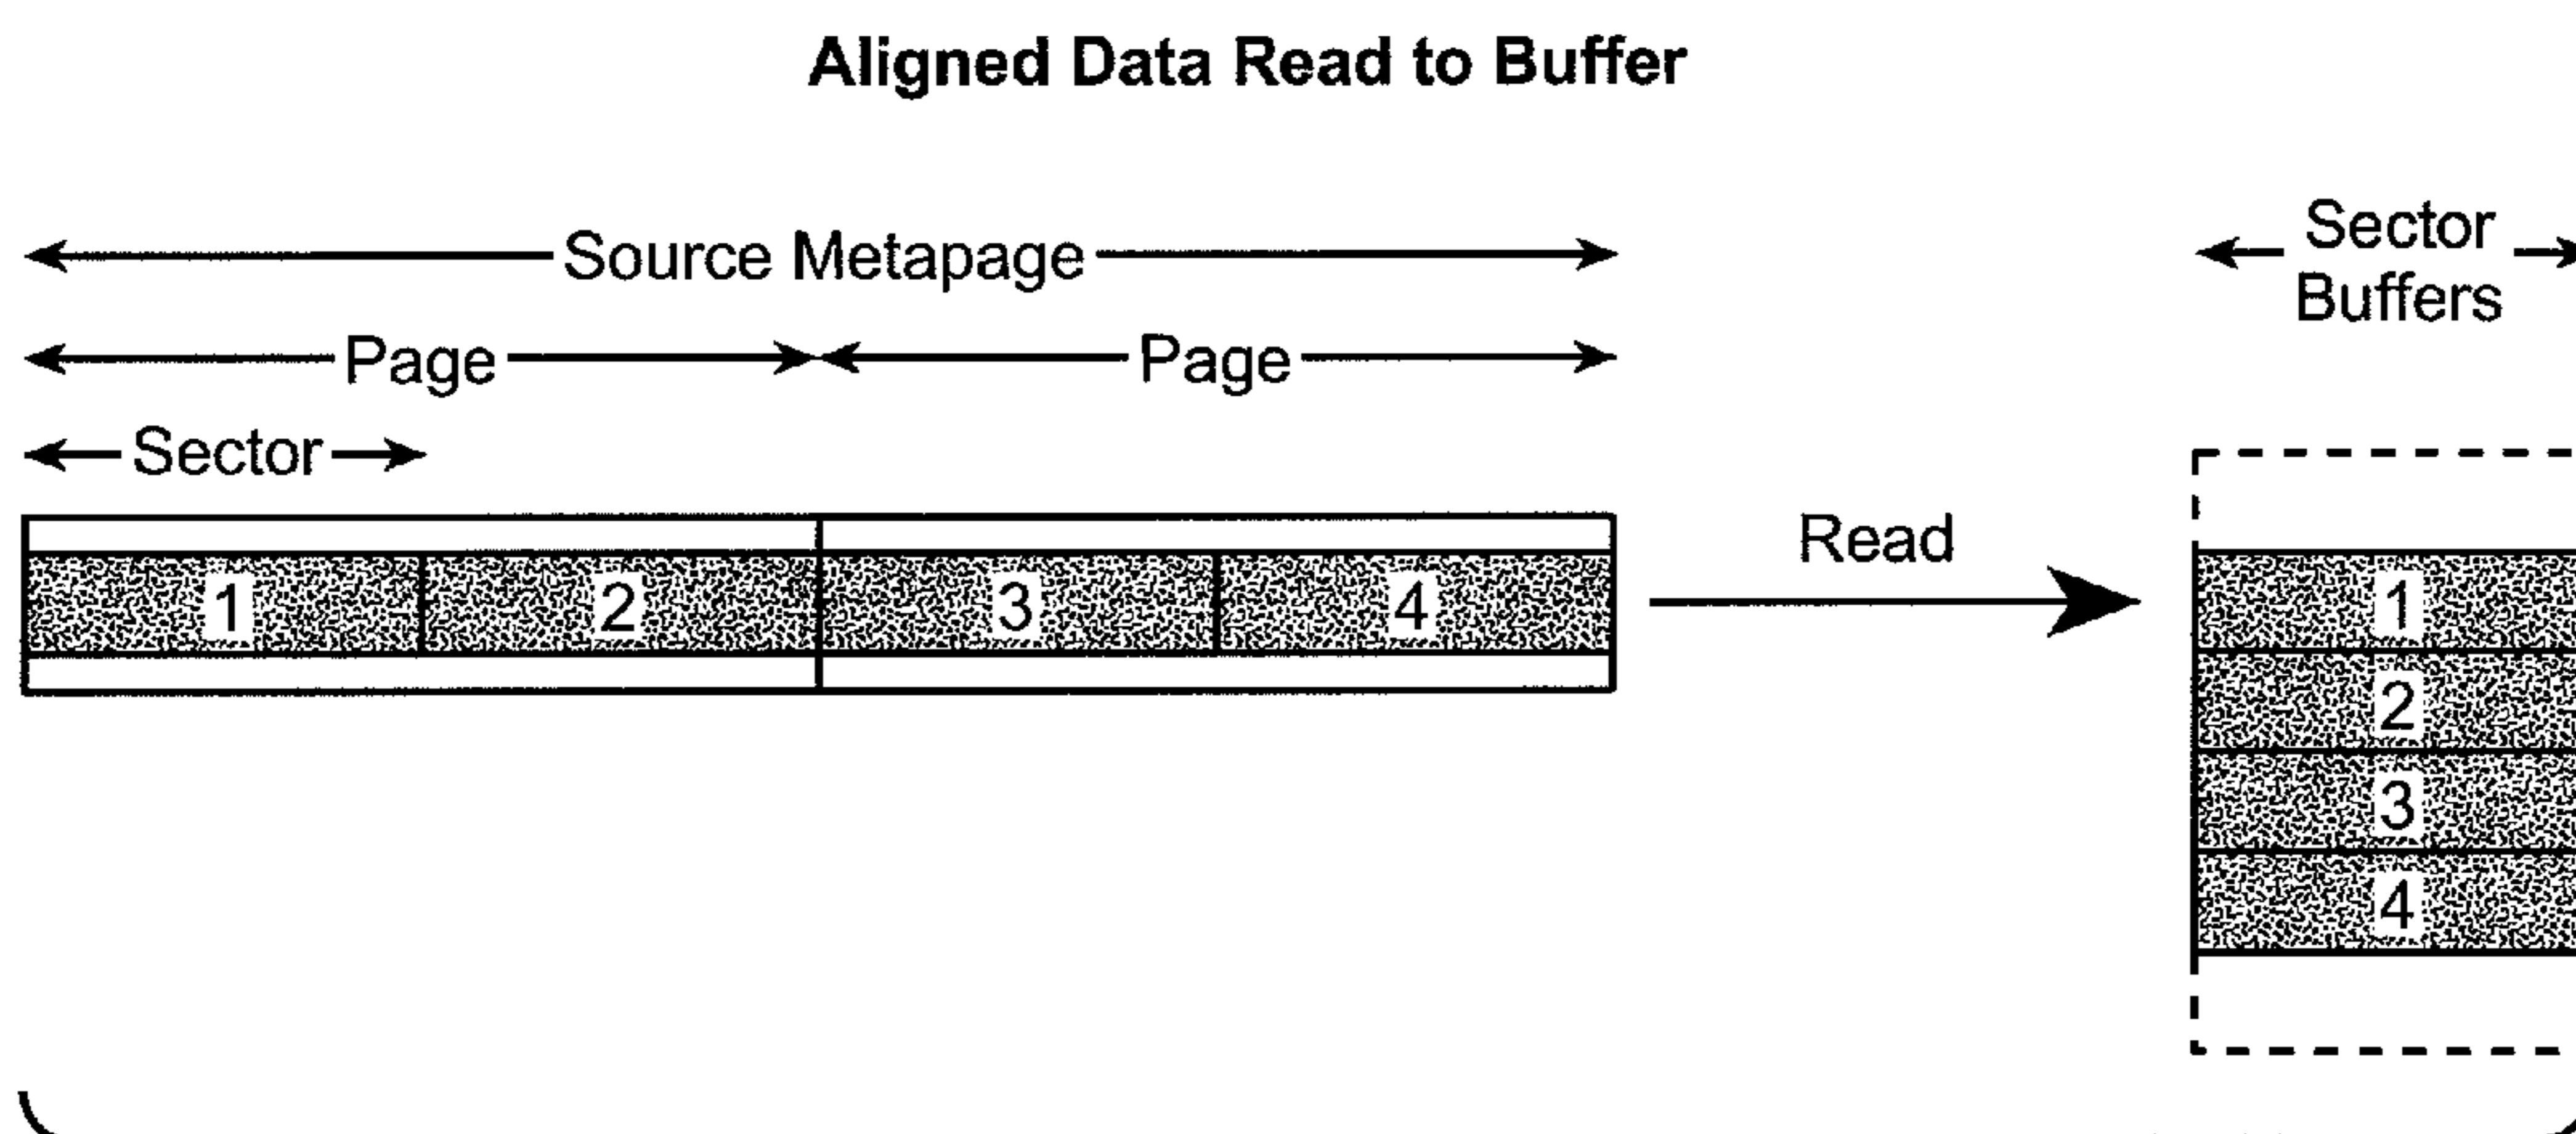 Aligned Data Read to Buffer
Source Metapage
Sector
Buffers
Page Page
Sector
Read
1 2 3 4
1
2
3
4